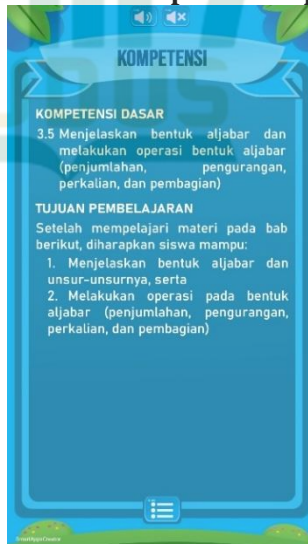 KOMPETENSI
KOMPETENSI DASAR
3.5 Menjelaskan bentuk aljabar dan
melakukan operasi bentuk aljabar
(penjumlahan, pengurangan,
perkalian, dan pembagian)
TUJUAN PEMBELAJARAN
Setelah mempelajari materi pada bab
berikut, diharapkan siswa mampu:
1. Menjelaskan bentuk aljabar dan
unsur-unsurnya, serta
2. Melakukan operasi pada bentuk
aljabar (penjumlahan, pengurangan,
perkalian, dan pembagian)
SmartAppsCreator